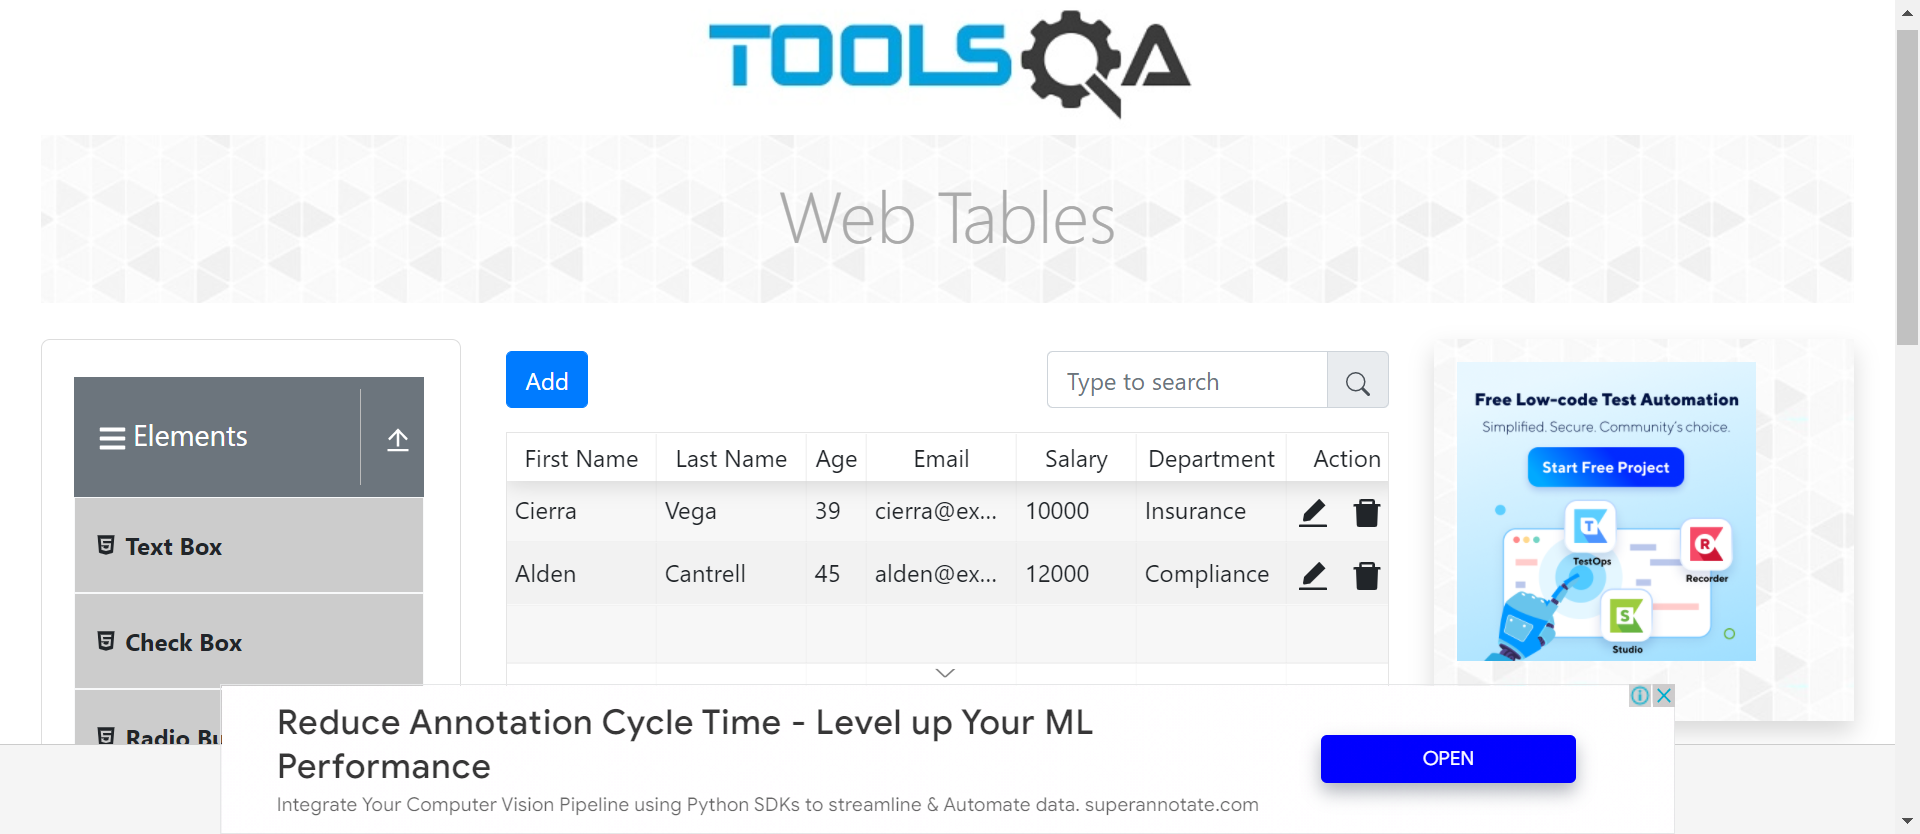 TOOLSQA
Web Tables
Elements
Text Box
Check Box
Radio Bu
Add
Type to search
First Name Last Name Age Email Salary Department Action
Cierra Vega 39 cierra@ex... 10000 Insurance
Alden Cantrell 45 alden@ex... 12000 Compliance
Free Low-code Test Automation
Simplified. Secure. Community's choice.
Start Free Project
T
TestOps
R
Recorder
S
Studio
Reduce Annotation Cycle Time - Level up Your ML
Performance
Integrate Your Computer Vision Pipeline using Python SDKs to streamline & Automate data. superannotate.com
OPEN